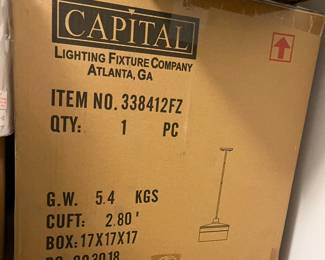 CAPITAL
LIGHTING FIXTURE COMPANY
ATLANTA, GA
ITEM NO. 338412FZ
QTY: 1 PC
G.W. 5.4 KGS
CUFT: 2.80'
BOX: 17X17X17